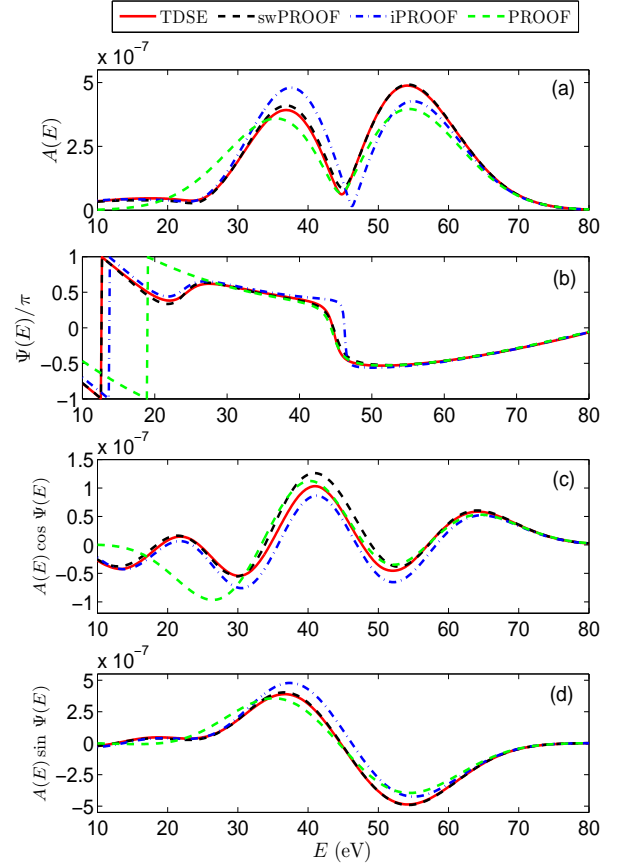 TDSE swPROOF iPROOF PROOF
x 10⁻⁷
(a)
A(E)
5
2.5
0
10 20 30 40 50 60 70 80
(b)
Ψ(E)/π
1
0.5
0
−0.5
−1
10 20 30 40 50 60 70 80
x 10⁻⁷
(c)
A(E) cos Ψ(E)
1.5
1
0.5
0
−0.5
−1
10 20 30 40 50 60 70 80
x 10⁻⁷
(d)
A(E) sin Ψ(E)
5
2.5
0
−2.5
−5
10 20 30 40 50 60 70 80
E (eV)